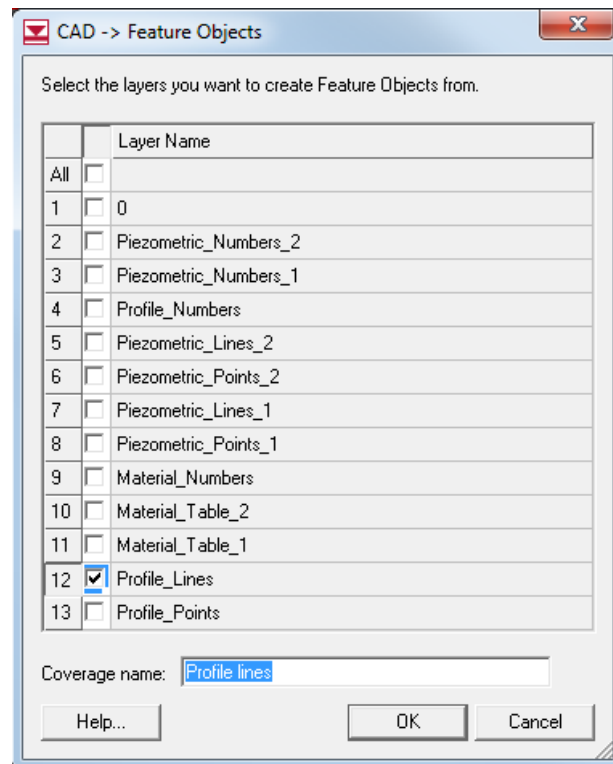 CAD -> Feature Objects
Select the layers you want to create Feature Objects from.
Layer Name
All
1 0
2 Piezometric_Numbers_2
3 Piezometric_Numbers_1
4 Profile_Numbers
5 Piezometric_Lines_2
6 Piezometric_Points_2
7 Piezometric_Lines_1
8 Piezometric_Points_1
9 Material_Numbers
10 Material_Table_2
11 Material_Table_1
12 Profile_Lines
13 Profile_Points
Coverage name: Profile lines
Help... OK Cancel